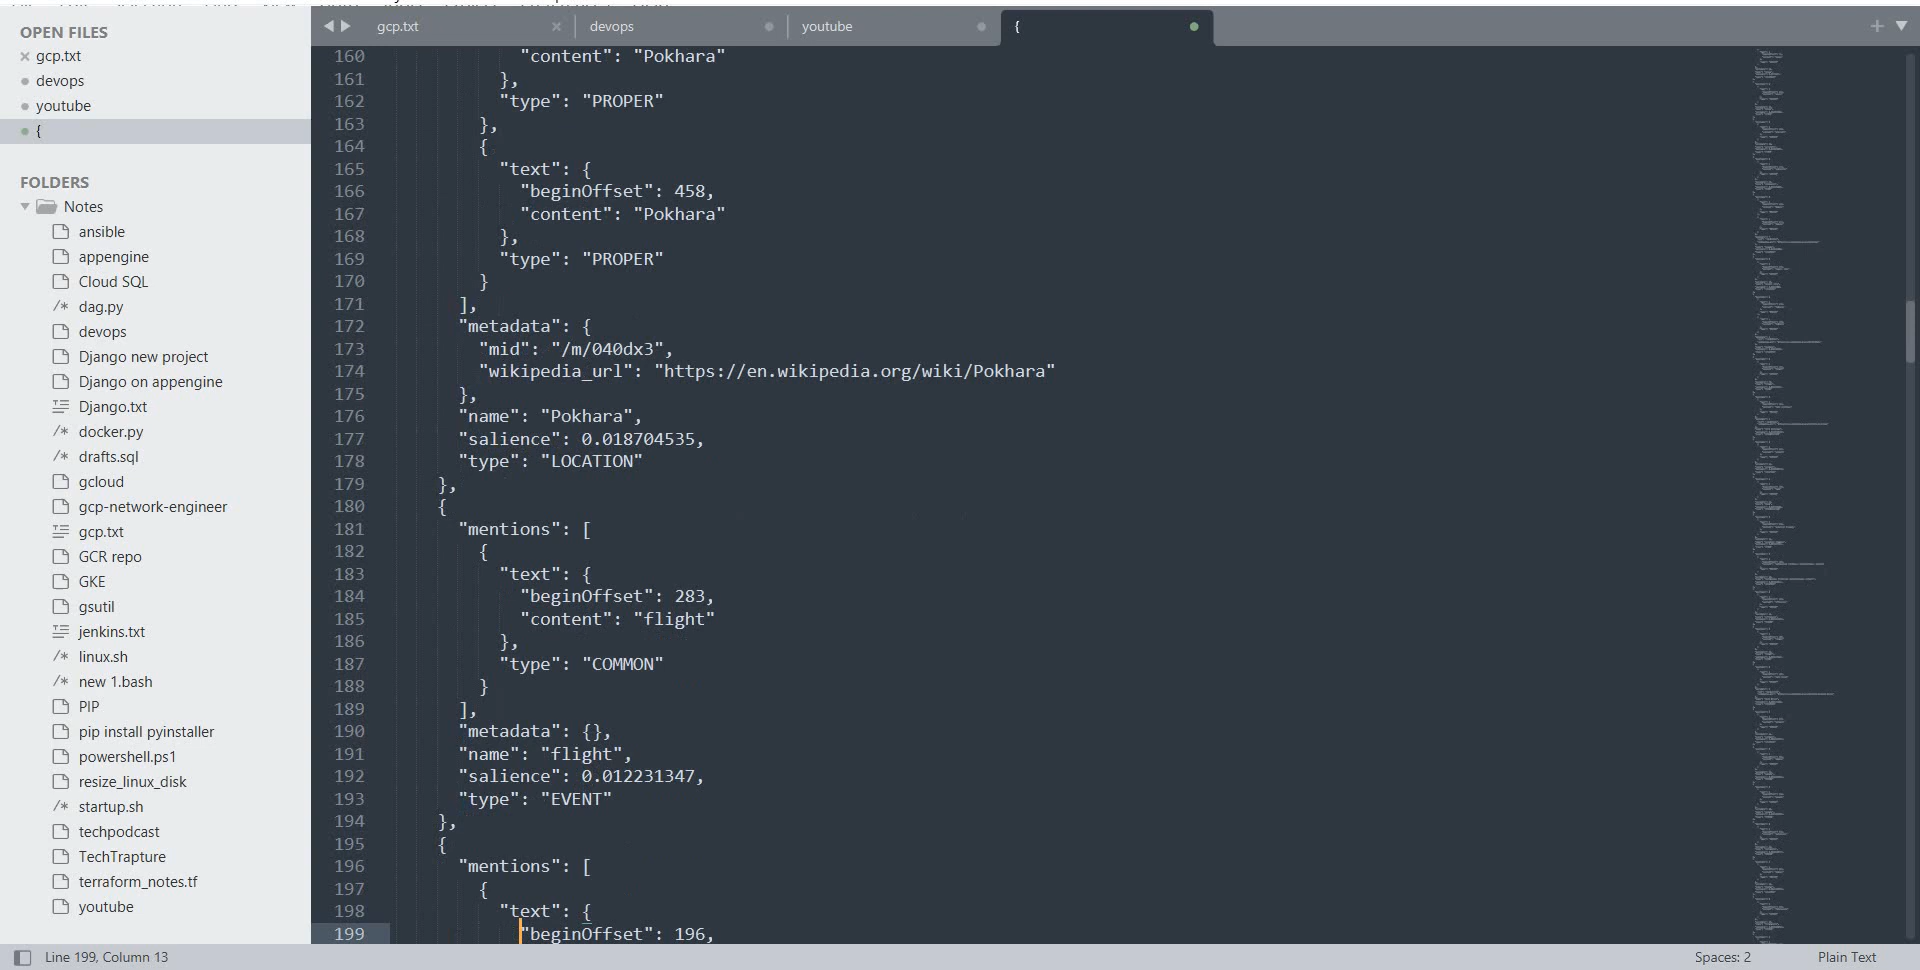 OPEN FILES
gcp.txt
devops
youtube
{
FOLDERS
Notes
ansible
appengine
Cloud SQL
/* dag.py
devops
Django new project
Django on appengine
Django.txt
/* docker.py
/* drafts.sql
gcloud
gcp-network-engineer
gcp.txt
GCR repo
GKE
gsutil
jenkins.txt
/* linux.sh
/* new 1.bash
PIP
pip install pyinstaller
powershell.ps1
resize_linux_disk
/* startup.sh
techpodcast
TechTrapture
terraform_notes.tf
youtube
gcp.txt devops youtube {
160 "content": "Pokhara"
161 },
162 "type": "PROPER"
163 },
164 {
165 "text": {
166 "beginOffset": 458,
167 "content": "Pokhara"
168 },
169 "type": "PROPER"
170 }
171 ],
172 "metadata": {
173 "mid": "/m/040dx3",
174 "wikipedia_url": "https://en.wikipedia.org/wiki/Pokhara"
175 },
176 "name": "Pokhara",
177 "salience": 0.018704535,
178 "type": "LOCATION"
179 },
180 {
181 "mentions": [
182 {
183 "text": {
184 "beginOffset": 283,
185 "content": "flight"
186 },
187 "type": "COMMON"
188 }
189 ],
190 "metadata": {},
191 "name": "flight",
192 "salience": 0.012231347,
193 "type": "EVENT"
194 },
195 {
196 "mentions": [
197 {
198 "text": {
199 "beginOffset": 196,
Line 199, Column 13 Spaces: 2 Plain Text